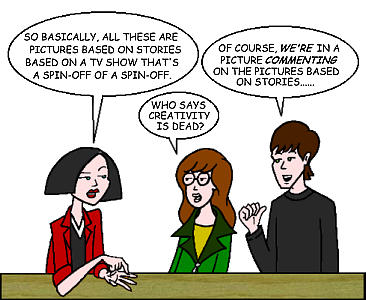 SO BASICALLY, ALL THESE ARE
PICTURES BASED ON STORIES
BASED ON A TV SHOW THAT'S
A SPIN-OFF OF A SPIN-OFF.
WHO SAYS
CREATIVITY
IS DEAD?
OF COURSE, WE'RE IN A
PICTURE COMMENTING
ON THE PICTURES BASED
ON STORIES......